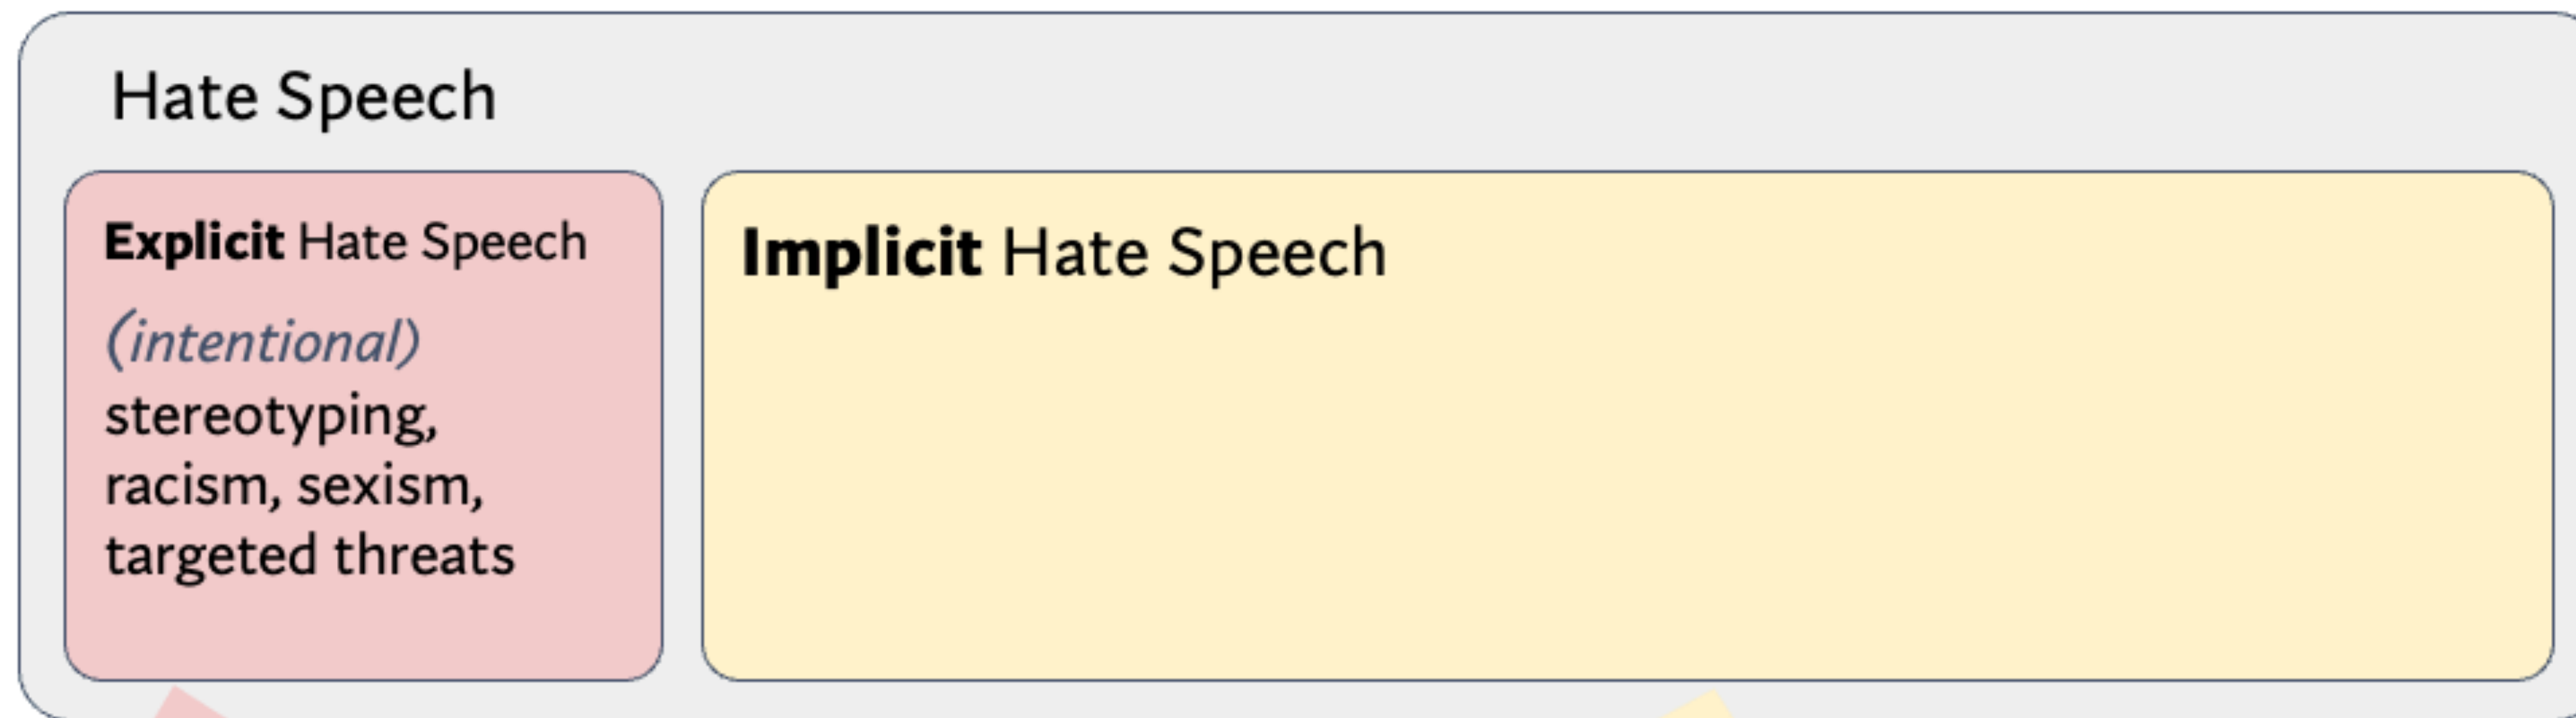 Hate Speech
Explicit Hate Speech
(intentional)
stereotyping,
racism, sexism,
targeted threats
Implicit Hate Speech